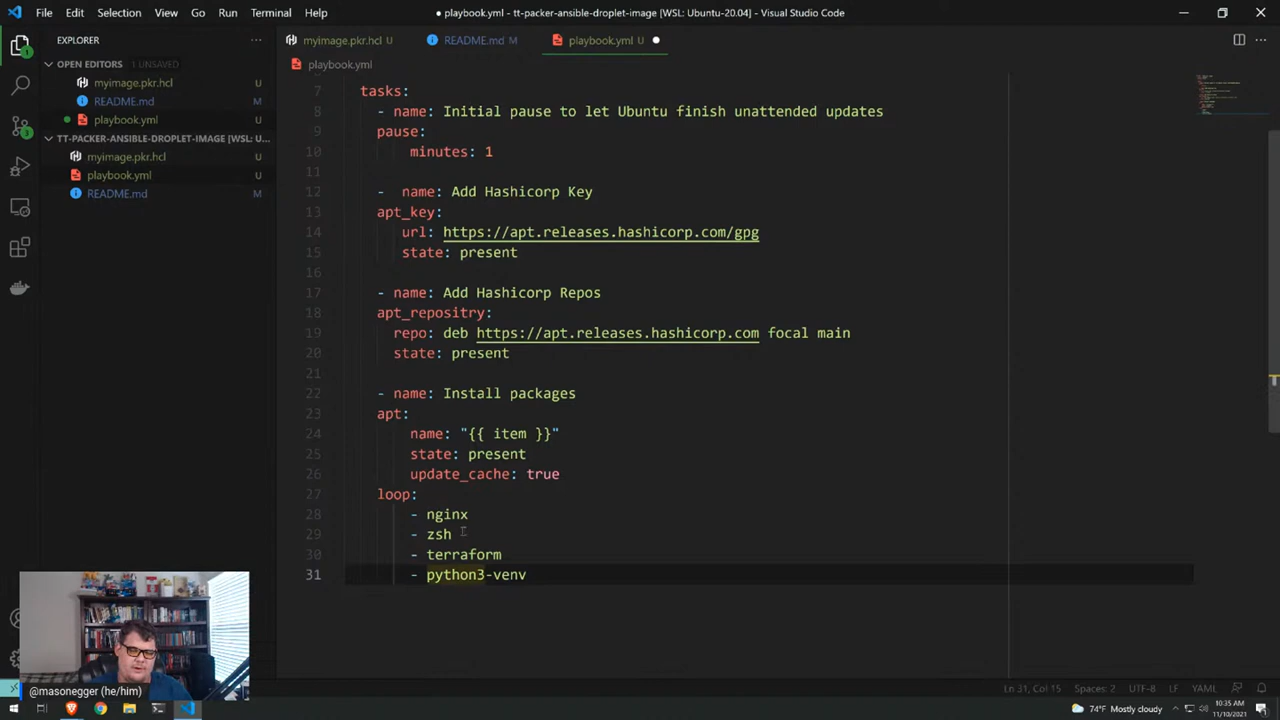 File Edit Selection View Go Run Terminal Help
● playbook.yml - tt-packer-ansible-droplet-image [WSL: Ubuntu-20.04] - Visual Studio Code
EXPLORER
myimage.pkr.hcl U
README.md M
playbook.yml U
OPEN EDITORS 1 UNSAVED
playbook.yml
myimage.pkr.hcl U
README.md M
playbook.yml U
TT-PACKER-ANSIBLE-DROPLET-IMAGE [WSL: U...
myimage.pkr.hcl U
playbook.yml U
README.md M
7 tasks:
8 - name: Initial pause to let Ubuntu finish unattended updates
9 pause:
10 minutes: 1
11
12 - name: Add Hashicorp Key
13 apt_key:
14 url: https://apt.releases.hashicorp.com/gpg
15 state: present
16
17 - name: Add Hashicorp Repos
18 apt_repositry:
19 repo: deb https://apt.releases.hashicorp.com focal main
20 state: present
21
22 - name: Install packages
23 apt:
24 name: "{{ item }}"
25 state: present
26 update_cache: true
27 loop:
28 - nginx
29 - zsh
30 - terraform
31 - python3-venv
@masonegger (he/him)
Ln 31, Col 15 Spaces: 2 UTF-8 LF YAML
74°F Mostly cloudy
10:35 AM
11/10/2021